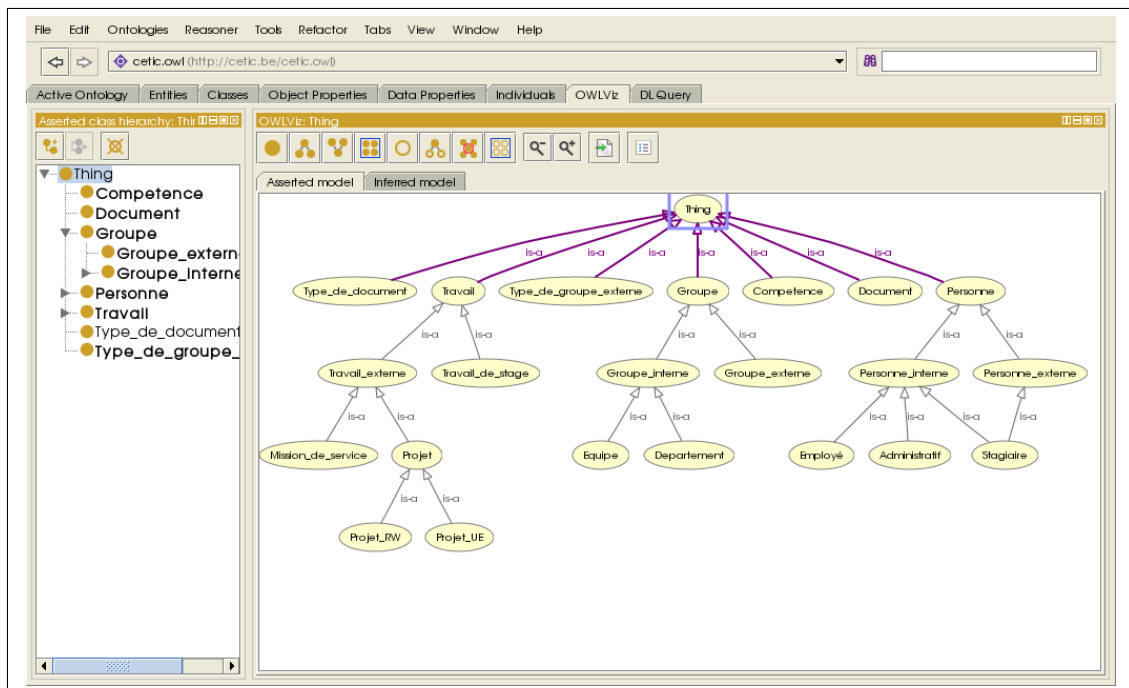 File Edit Ontologies Reasoner Tools Refactor Tabs View Window Help
cetic.owl (http://cetic.be/cetic.owl)
Active Ontology Entities Classes Object Properties Data Properties Individuals OWLViz DL Query
Asserted class hierarchy: Thir OWLViz: Thing
Asserted model Inferred model
Thing
Competence
Document
Groupe
Groupe_extern
Groupe_interne
Personne
Travail
Type_de_document
Type_de_groupe_
Thing
is-a is-a is-a is-a is-a is-a is-a
Type_de_document Travail Type_de_groupe_externe Groupe Competence Document Personne
is-a is-a is-a is-a is-a is-a
Travail_externe Travail_de_stage Groupe_interne Groupe_externe Personne_interne Personne_externe
is-a is-a is-a is-a is-a is-a is-a is-a
Mission_de_service Projet Equipe Departement Employé Administratif Stagiaire
is-a is-a
Projet_RW Projet_UE